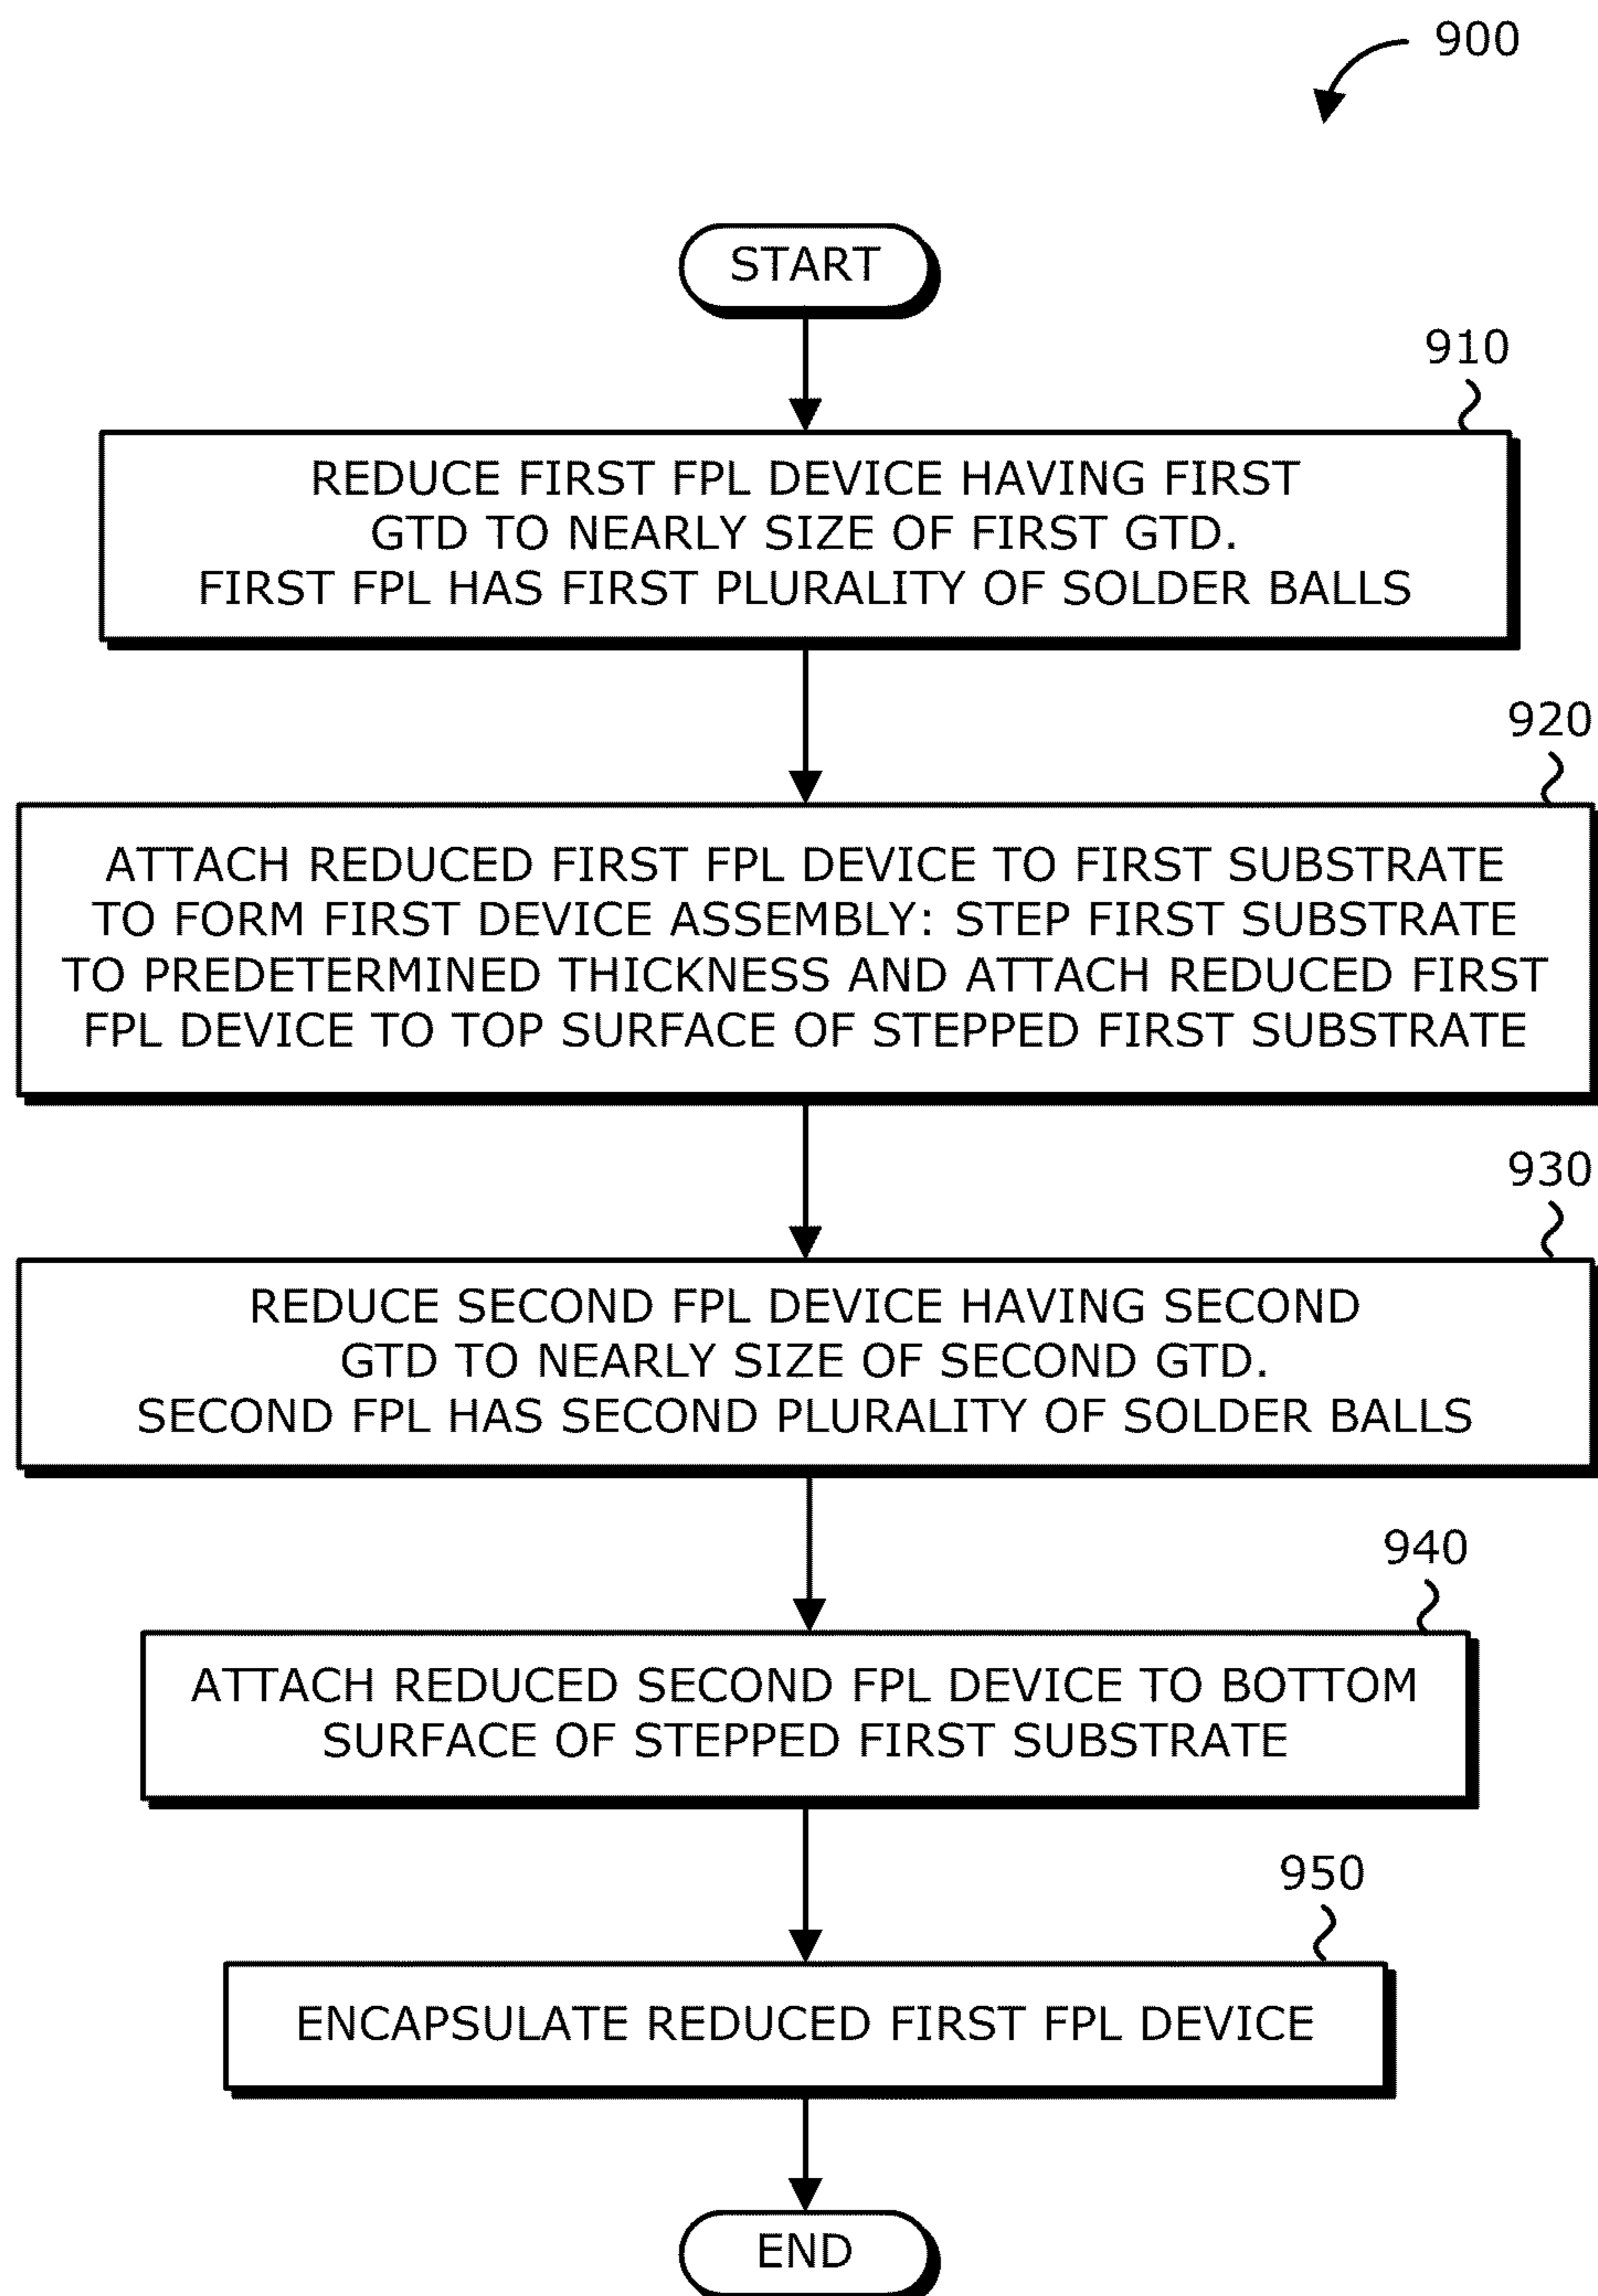 900
START
910
REDUCE FIRST FPL DEVICE HAVING FIRST
GTD TO NEARLY SIZE OF FIRST GTD.
FIRST FPL HAS FIRST PLURALITY OF SOLDER BALLS
920
ATTACH REDUCED FIRST FPL DEVICE TO FIRST SUBSTRATE
TO FORM FIRST DEVICE ASSEMBLY: STEP FIRST SUBSTRATE
TO PREDETERMINED THICKNESS AND ATTACH REDUCED FIRST
FPL DEVICE TO TOP SURFACE OF STEPPED FIRST SUBSTRATE
930
REDUCE SECOND FPL DEVICE HAVING SECOND
GTD TO NEARLY SIZE OF SECOND GTD.
SECOND FPL HAS SECOND PLURALITY OF SOLDER BALLS
940
ATTACH REDUCED SECOND FPL DEVICE TO BOTTOM
SURFACE OF STEPPED FIRST SUBSTRATE
950
ENCAPSULATE REDUCED FIRST FPL DEVICE
END